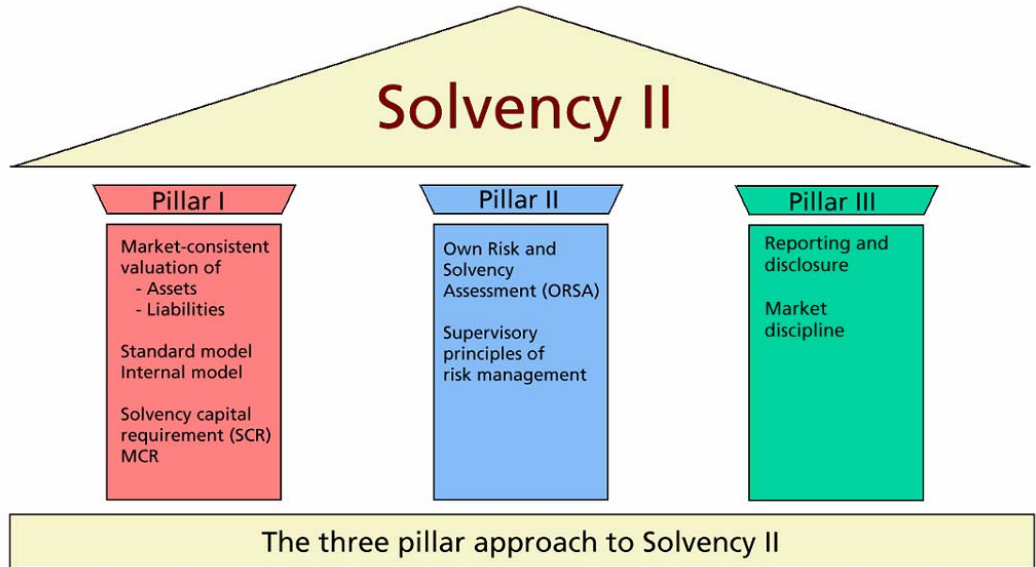 Solvency II
Pillar I
Market-consistent
valuation of
- Assets
- Liabilities
Standard model
Internal model
Solvency capital
requirement (SCR)
MCR
Pillar II
Own Risk and
Solvency
Assessment (ORSA)
Supervisory
principles of
risk management
Pillar III
Reporting and
disclosure
Market
discipline
The three pillar approach to Solvency II